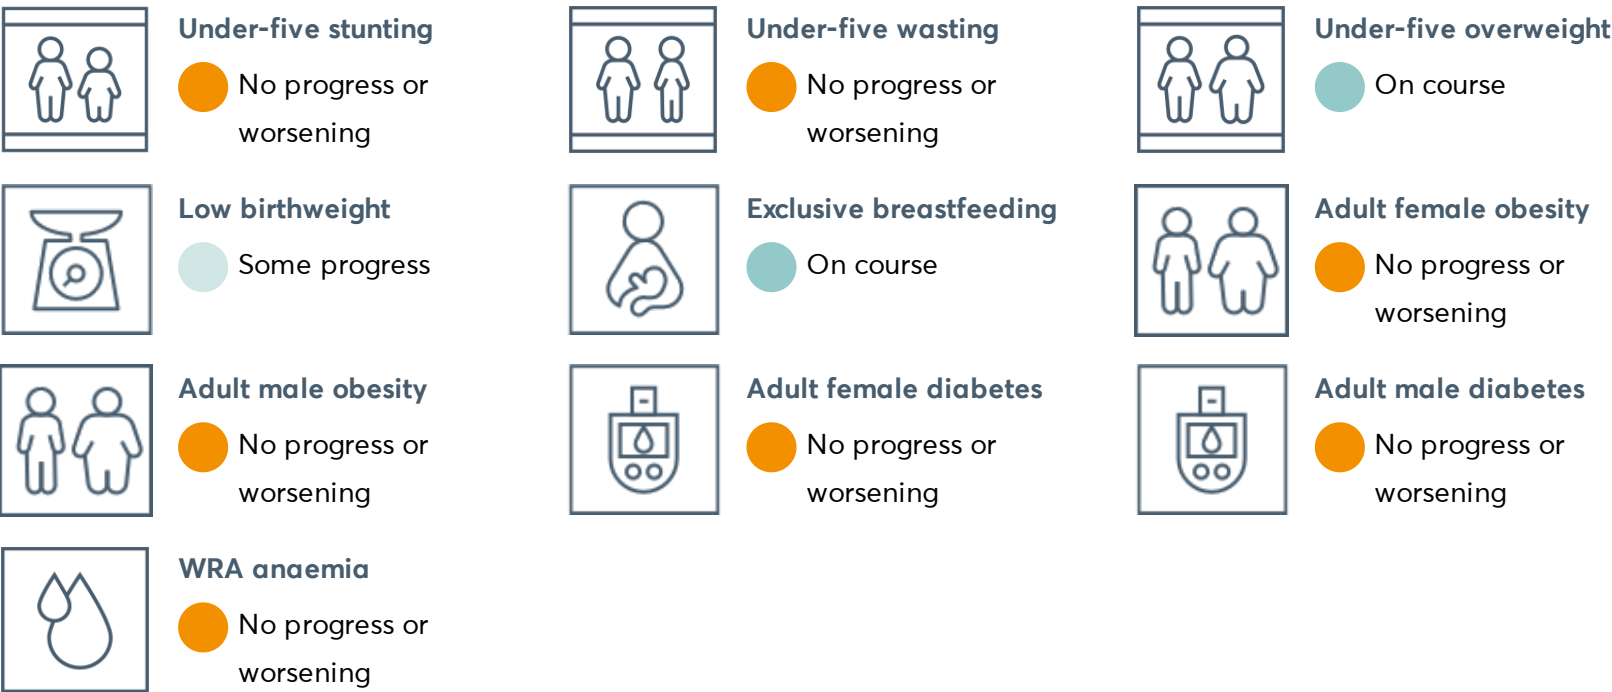 Under-five stunting
No progress or
worsening
Under-five wasting
No progress or
worsening
Under-five overweight
On course
Low birthweight
Some progress
Exclusive breastfeeding
On course
Adult female obesity
No progress or
worsening
Adult male obesity
No progress or
worsening
Adult female diabetes
No progress or
worsening
Adult male diabetes
No progress or
worsening
WRA anaemia
No progress or
worsening